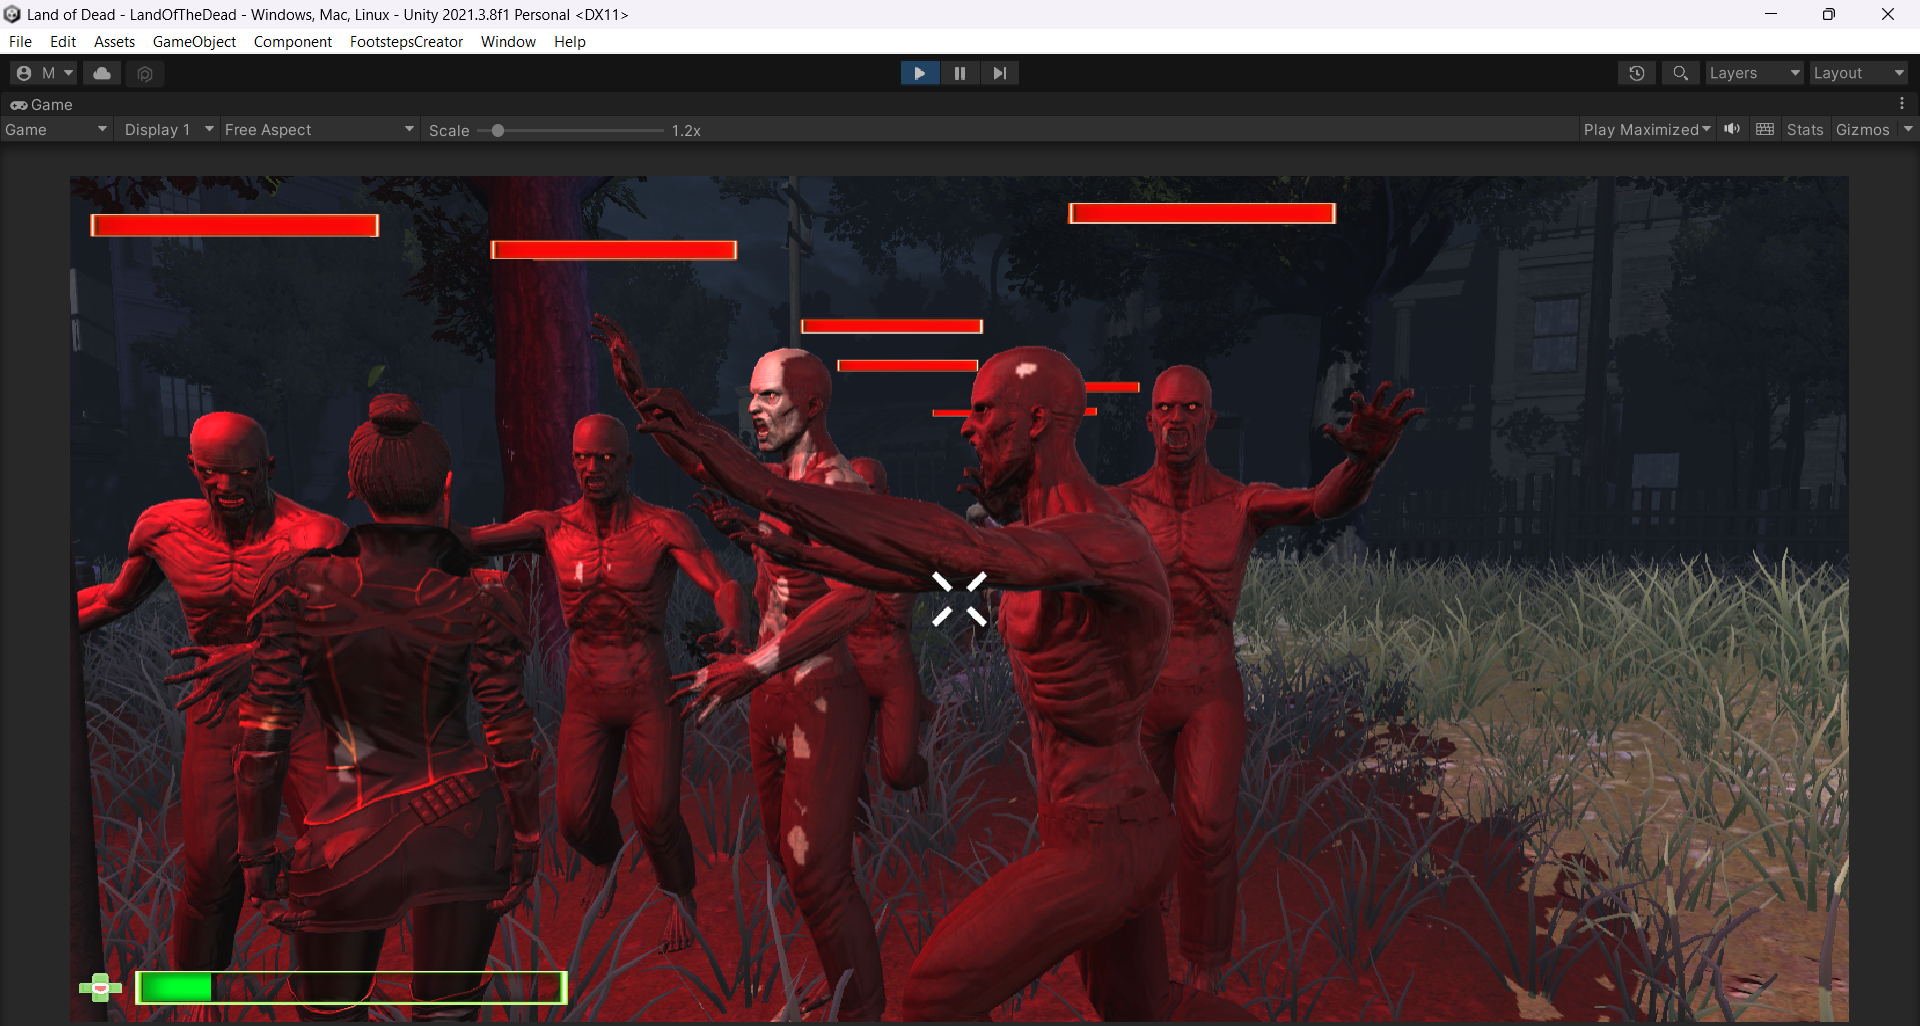 Land of Dead - LandOfTheDead - Windows, Mac, Linux - Unity 2021.3.8f1 Personal <DX11>
File Edit Assets GameObject Component FootstepsCreator Window Help
M Layers Layout
Game
Game Display 1 Free Aspect Scale 1.2x Play Maximized Stats Gizmos